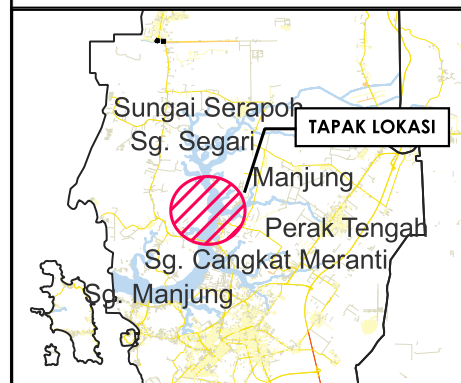 Sungai Serapoh
Sg. Segari
TAPAK LOKASI
Manjung
Perak Tengah
Sg. Cangkat Meranti
Sg. Manjung